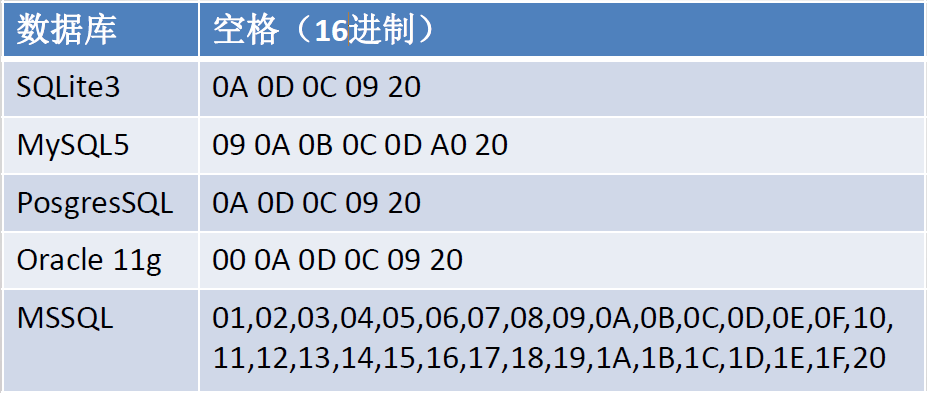 数据库 空格（16进制）
SQLite3 0A 0D 0C 09 20
MySQL5 09 0A 0B 0C 0D A0 20
PosgresSQL 0A 0D 0C 09 20
Oracle 11g 00 0A 0D 0C 09 20
MSSQL 01,02,03,04,05,06,07,08,09,0A,0B,0C,0D,0E,0F,10,
11,12,13,14,15,16,17,18,19,1A,1B,1C,1D,1E,1F,20